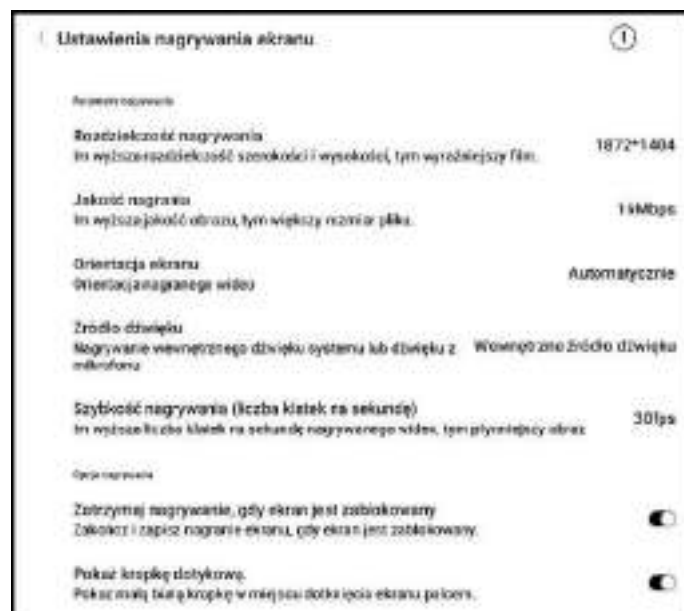 Ustawienia nagrywania ekranu
Parametry nagrywania
Rozdzielczość nagrywania
1872*1404
Im wyższa rozdzielczość szerokości i wysokości, tym wyraźniejszy film.
Jakość nagrania
Im wyższa jakość obrazu, tym większy rozmiar pliku.
Orientacja ekranu
Automatycznie
Orientacja nagranego wideo
Źródło dźwięku
Nagrywanie wewnętrznego dźwięku systemu lub dźwięku z
Wewnętrzne źródło dźwięku
mikrofonu
Szybkość nagrywania (liczba klatek na sekundę)
30fps
Im wyższa liczba klatek na sekundę nagrywanego wideo, tym płynniejszy obraz
Opcje nagrywania
Zatrzymaj nagrywanie, gdy ekran jest zablokowany
Zakończ i zapisz nagranie ekranu, gdy ekran jest zablokowany.
Pokaż kropkę dotykową.
Pokaż małą białą kropkę w miejscu dotknięcia ekranu palcem.